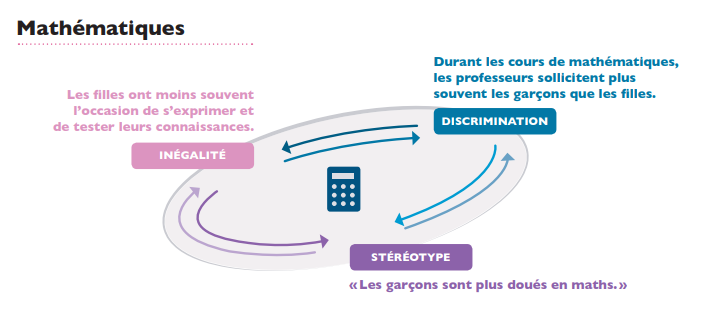 Mathématiques
Durant les cours de mathématiques,
les professeurs sollicitent plus
souvent les garçons que les filles.
DISCRIMINATION
Les filles ont moins souvent
l’occasion de s’exprimer et
de tester leurs connaissances.
INÉGALITÉ
STÉRÉOTYPE
«Les garçons sont plus doués en maths.»